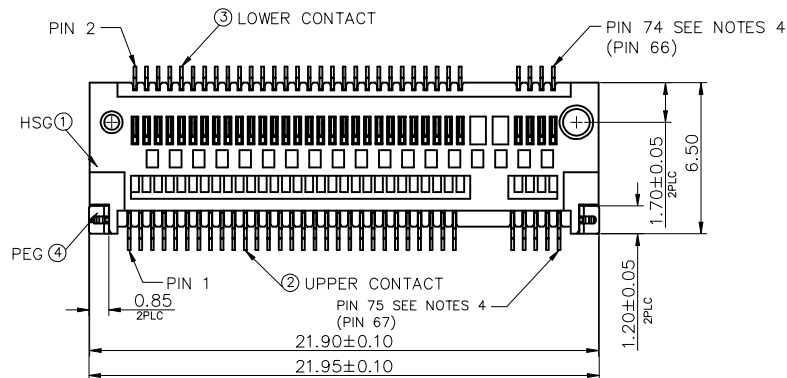 ③ LOWER CONTACT
PIN 2
PIN 74 SEE NOTES 4
(PIN 66)
HSG①
1.70±0.05
2PLC
6.50
PEG ④
PIN 1
② UPPER CONTACT
0.85
2PLC
PIN 75 SEE NOTES 4
(PIN 67)
1.20±0.05
2PLC
21.90±0.10
21.95±0.10